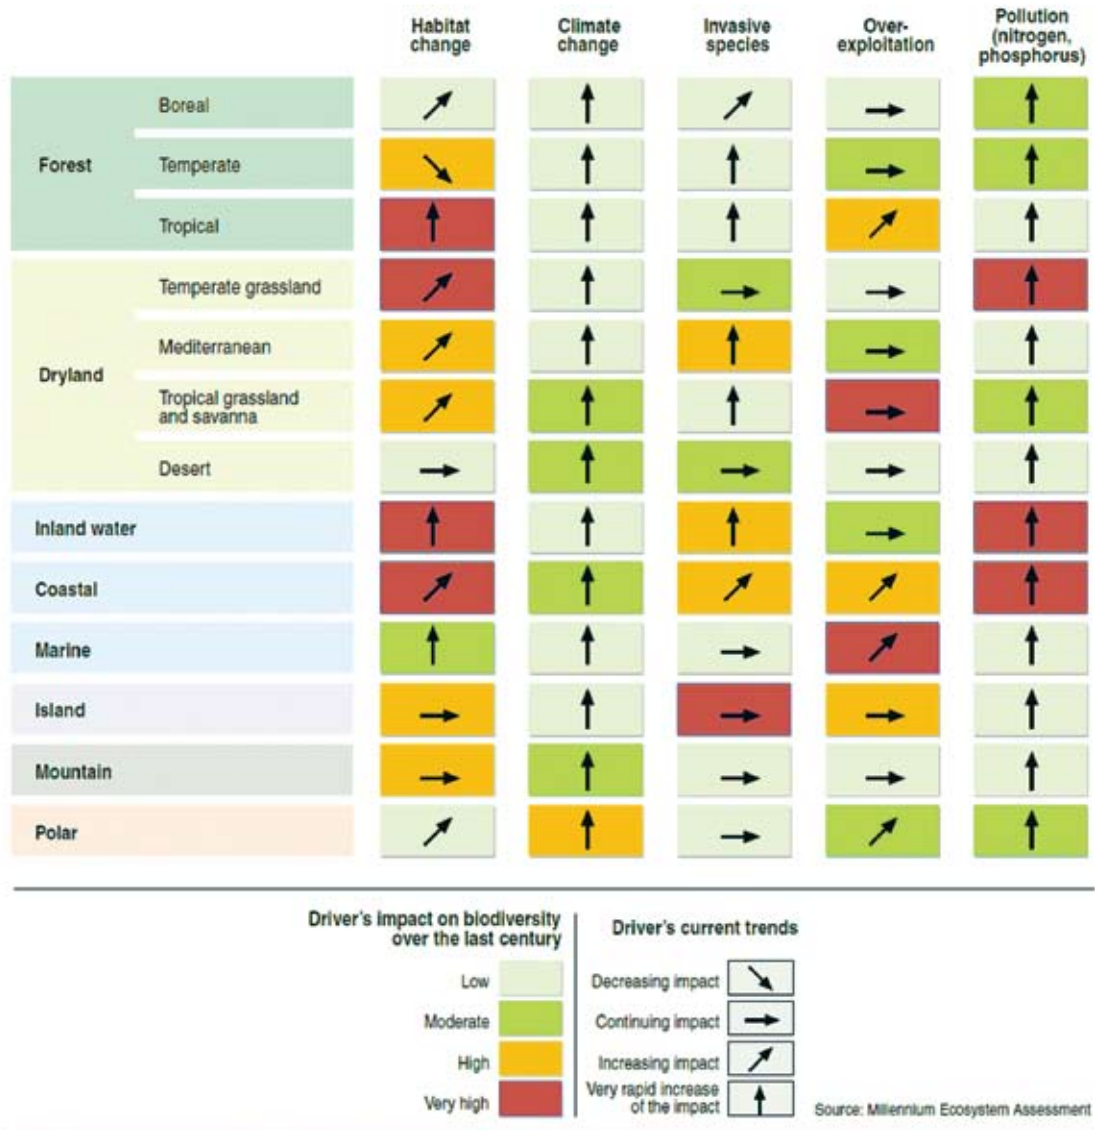 Habitat
change
Climate
change
Invasive
species
Over-
exploitation
Pollution
(nitrogen,
phosphorus)
Forest
Boreal
Temperate
Tropical
Dryland
Temperate grassland
Mediterranean
Tropical grassland
and savanna
Desert
Inland water
Coastal
Marine
Island
Mountain
Polar
Driver's impact on biodiversity
over the last century
Low
Moderate
High
Very high
Driver's current trends
Decreasing impact
Continuing impact
Increasing impact
Very rapid increase
of the impact
Source: Millennium Ecosystem Assessment